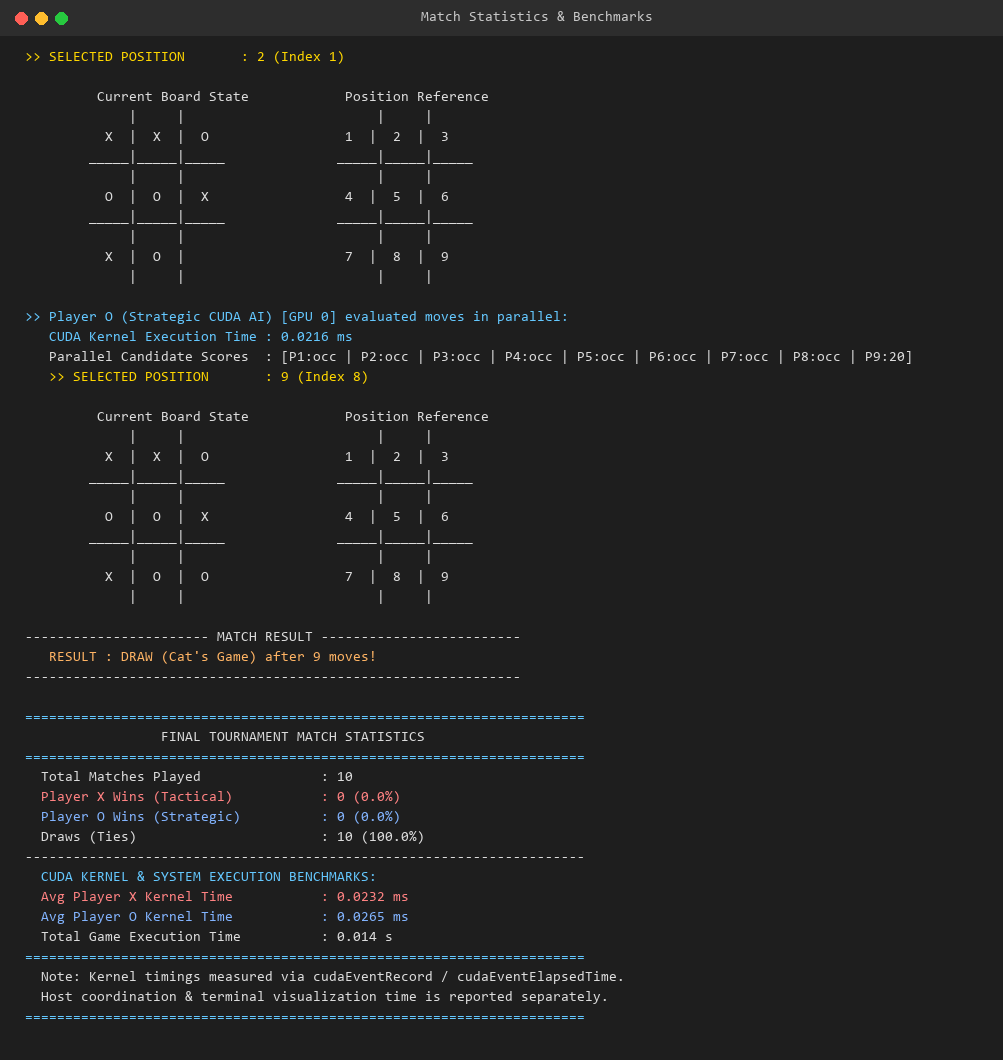 Match Statistics & Benchmarks
>> SELECTED POSITION       : 2 (Index 1)
         Current Board State            Position Reference
             |     |                        |     |
          X  |  X  |  O                 1  |  2  |  3
        _____|_____|_____              _____|_____|_____
             |     |                        |     |
          O  |  O  |  X                 4  |  5  |  6
        _____|_____|_____              _____|_____|_____
             |     |                        |     |
          X  |  O  |                    7  |  8  |  9
             |     |                        |     |
>> Player O (Strategic CUDA AI) [GPU 0] evaluated moves in parallel:
   CUDA Kernel Execution Time : 0.0216 ms
   Parallel Candidate Scores  : [P1:occ | P2:occ | P3:occ | P4:occ | P5:occ | P6:occ | P7:occ | P8:occ | P9:20]
   >> SELECTED POSITION       : 9 (Index 8)
         Current Board State            Position Reference
             |     |                        |     |
          X  |  X  |  O                 1  |  2  |  3
        _____|_____|_____              _____|_____|_____
             |     |                        |     |
          O  |  O  |  X                 4  |  5  |  6
        _____|_____|_____              _____|_____|_____
             |     |                        |     |
          X  |  O  |  O                 7  |  8  |  9
             |     |                        |     |
----------------------- MATCH RESULT -------------------------
   RESULT : DRAW (Cat's Game) after 9 moves!
--------------------------------------------------------------
======================================================================
                 FINAL TOURNAMENT MATCH STATISTICS
======================================================================
  Total Matches Played               : 10
  Player X Wins (Tactical)           : 0 (0.0%)
  Player O Wins (Strategic)          : 0 (0.0%)
  Draws (Ties)                       : 10 (100.0%)
----------------------------------------------------------------------
  CUDA KERNEL & SYSTEM EXECUTION BENCHMARKS:
  Avg Player X Kernel Time           : 0.0232 ms
  Avg Player O Kernel Time           : 0.0265 ms
  Total Game Execution Time          : 0.014 s
======================================================================
  Note: Kernel timings measured via cudaEventRecord / cudaEventElapsedTime.
  Host coordination & terminal visualization time is reported separately.
======================================================================